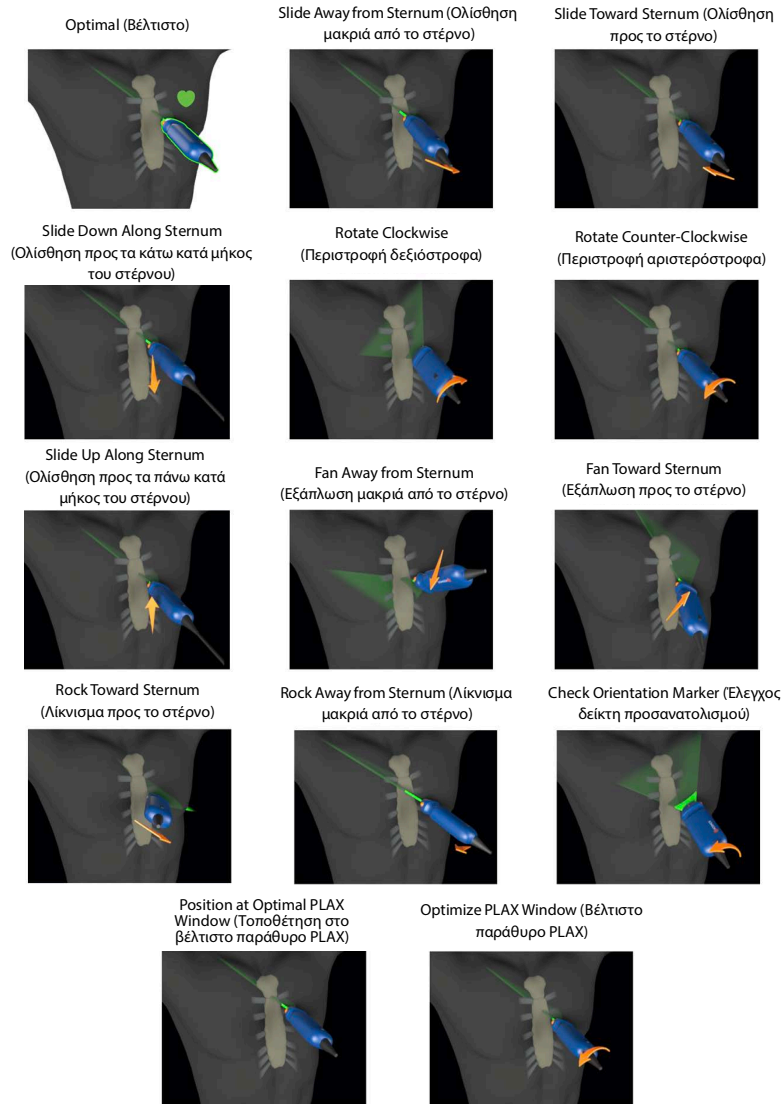 Optimal (Βέλτιστο)
Slide Away from Sternum (Ολίσθηση
μακριά από το στέρνο)
Slide Toward Sternum (Ολίσθηση
προς το στέρνο)
Slide Down Along Sternum
(Ολίσθηση προς τα κάτω κατά μήκος
του στέρνου)
Rotate Clockwise
(Περιστροφή δεξιόστροφα)
Rotate Counter-Clockwise
(Περιστροφή αριστερόστροφα)
Slide Up Along Sternum
(Ολίσθηση προς τα πάνω κατά
μήκος του στέρνου)
Fan Away from Sternum
(Εξάπλωση μακριά από το στέρνο)
Fan Toward Sternum
(Εξάπλωση προς το στέρνο)
Rock Toward Sternum
(Λίκνισμα προς το στέρνο)
Rock Away from Sternum (Λίκνισμα
μακριά από το στέρνο)
Check Orientation Marker (Έλεγχος
δείκτη προσανατολισμού)
Position at Optimal PLAX
Window (Τοποθέτηση στο
βέλτιστο παράθυρο PLAX)
Optimize PLAX Window (Βέλτιστο
παράθυρο PLAX)